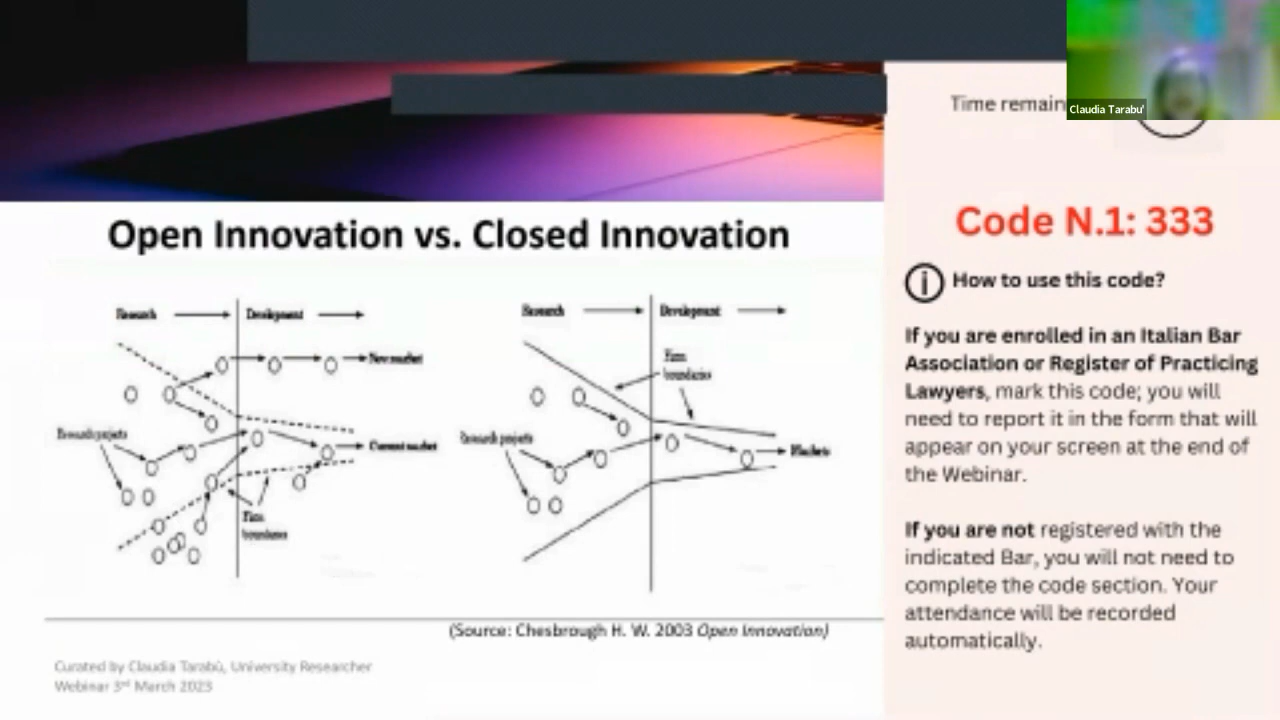 Claudia Tarabu'
Time remain
Open Innovation vs. Closed Innovation
Research
Development
New market
Research projects
Current market
Firm
boundaries
Research
Development
Firm
boundaries
Research projects
Markets
(Source: Chesbrough H. W. 2003 Open Innovation)
Curated by Claudia Tarabù, University Researcher
Webinar 3rd March 2023
Code N.1: 333
How to use this code?
If you are enrolled in an Italian Bar
Association or Register of Practicing
Lawyers, mark this code; you will
need to report it in the form that will
appear on your screen at the end of
the Webinar.
If you are not registered with the
indicated Bar, you will not need to
complete the code section. Your
attendance will be recorded
automatically.